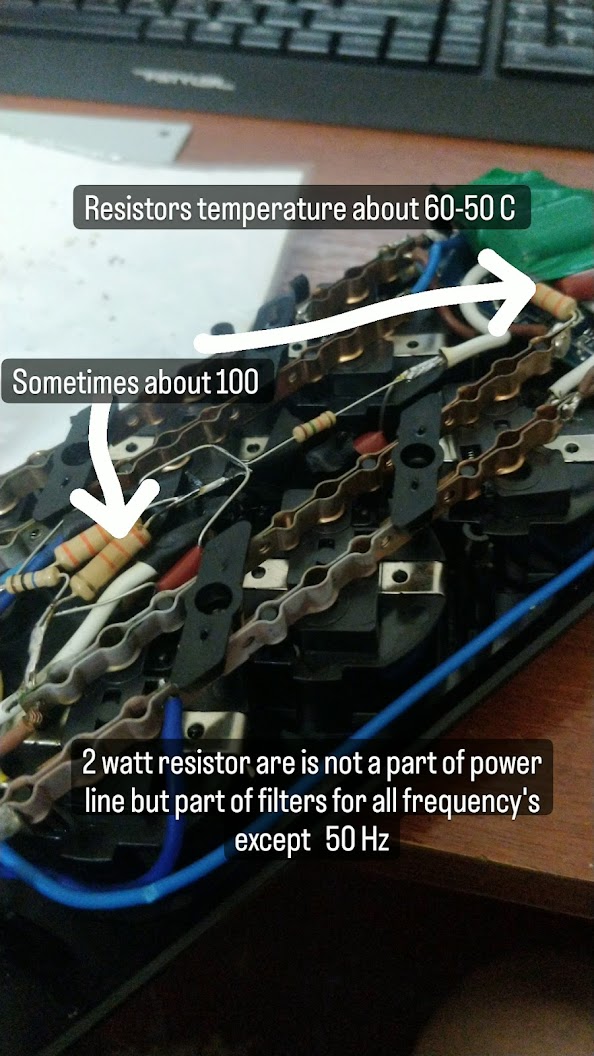 Resistors temperature about 60-50 C
Sometimes about 100
2 watt resistor are is not a part of power
line but part of filters for all frequency's
except 50 Hz